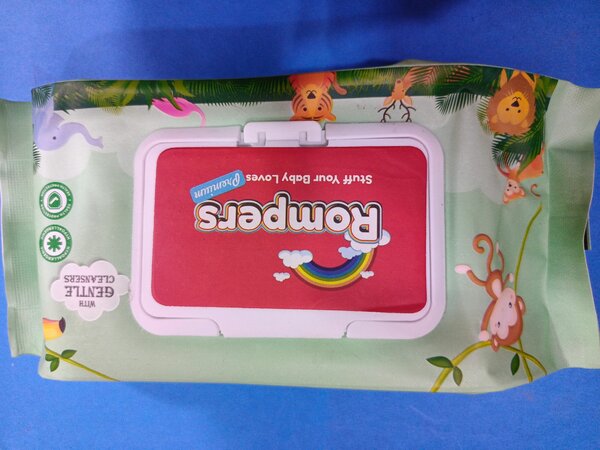 Rompers
Premium
Stuff Your Baby Loves
WITH
GENTLE
CLEANSERS